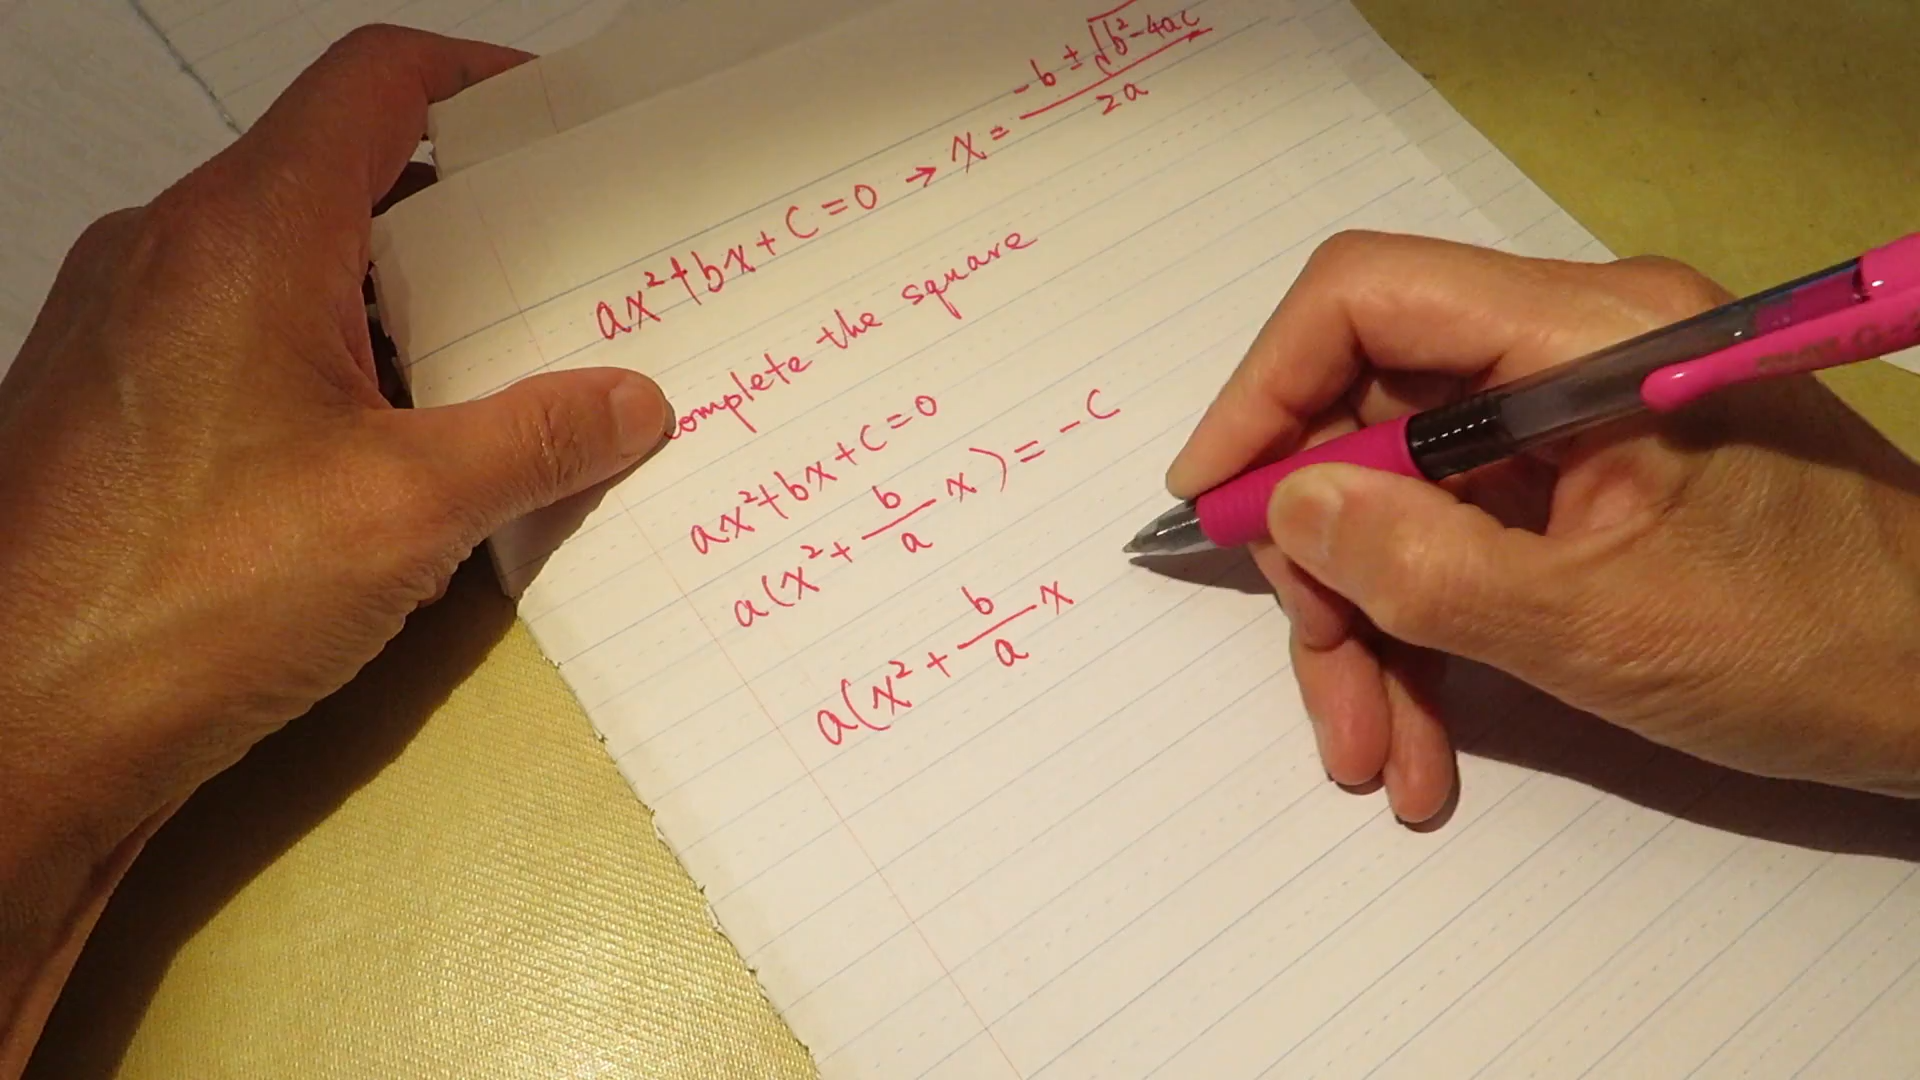 ax²+bx+c=0 → x = (-b ± √(b²-4ac))/(2a)
complete the square
ax²+bx+c=0
a(x²+ b/a x) = -c
a(x²+ b/a x